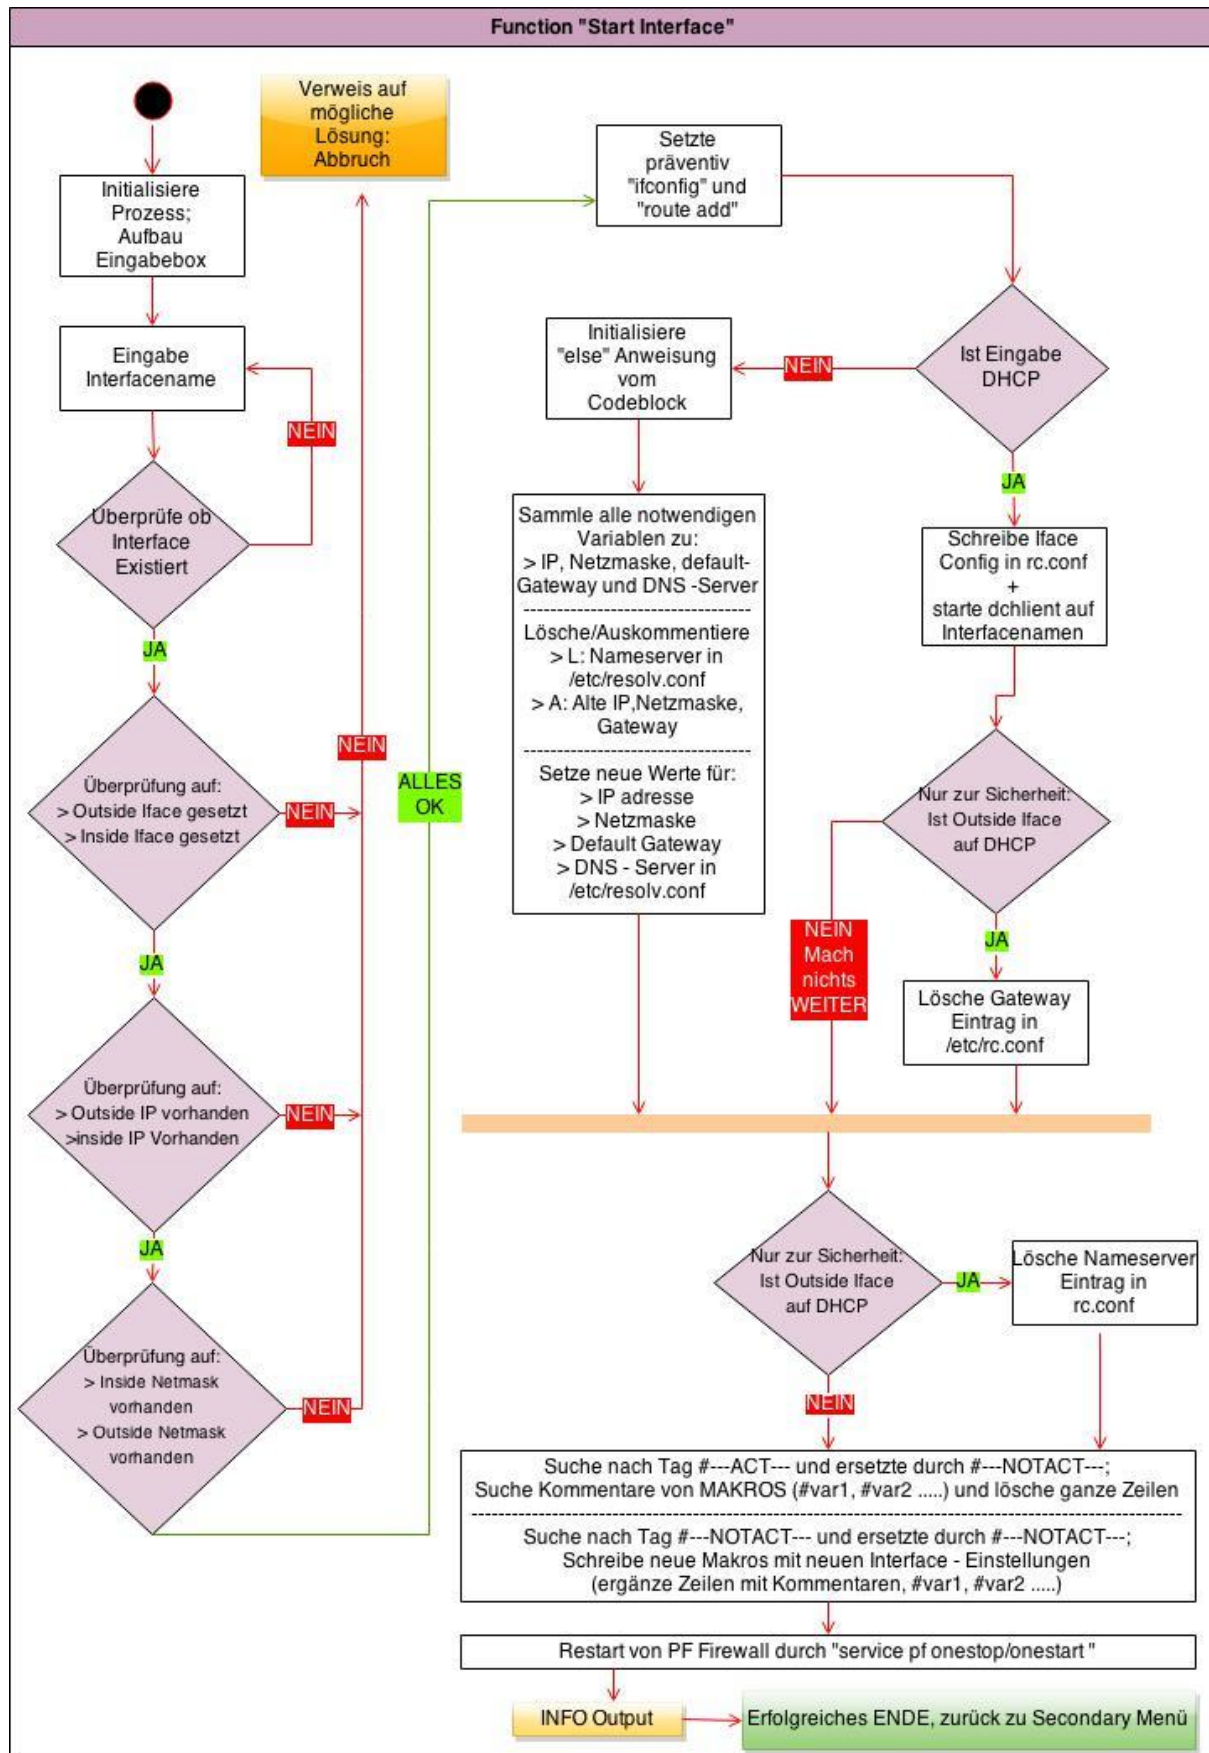 Function "Start Interface"
Verweis auf
mögliche
Lösung:
Abbruch
Initialisiere
Prozess;
Aufbau
Eingabebox
Eingabe
Interfacename
NEIN
Überprüfe ob
Interface
Existiert
JA
Überprüfung auf:
> Outside Iface gesetzt
> Inside Iface gesetzt
NEIN
NEIN
JA
Überprüfung auf:
> Outside IP vorhanden
>inside IP Vorhanden
NEIN
JA
Überprüfung auf:
> Inside Netmask
vorhanden
> Outside Netmask
vorhanden
NEIN
ALLES
OK
Setzte
präventiv
"ifconfig" und
"route add"
Ist Eingabe
DHCP
NEIN
Initialisiere
"else" Anweisung
vom
Codeblock
Sammle alle notwendigen
Variablen zu:
> IP, Netzmaske, default-
Gateway und DNS -Server
---------------------------------
Lösche/Auskommentiere
> L: Nameserver in
/etc/resolv.conf
> A: Alte IP,Netzmaske,
Gateway
---------------------------------
Setze neue Werte für:
> IP adresse
> Netzmaske
> Default Gateway
> DNS - Server in
/etc/resolv.conf
JA
Schreibe Iface
Config in rc.conf
+
starte dchlient auf
Interfacenamen
Nur zur Sicherheit:
Ist Outside Iface
auf DHCP
NEIN
Mach
nichts
WEITER
JA
Lösche Gateway
Eintrag in
/etc/rc.conf
Nur zur Sicherheit:
Ist Outside Iface
auf DHCP
JA
Lösche Nameserver
Eintrag in
rc.conf
NEIN
Suche nach Tag #---ACT--- und ersetzte durch #---NOTACT---;
Suche Kommentare von MAKROS (#var1, #var2 .....) und lösche ganze Zeilen
---------------------------------
Suche nach Tag #---NOTACT--- und ersetzte durch #---NOTACT---;
Schreibe neue Makros mit neuen Interface - Einstellungen
(ergänze Zeilen mit Kommentaren, #var1, #var2 .....)
Restart von PF Firewall durch "service pf onestop/onestart "
INFO Output
Erfolgreiches ENDE, zurück zu Secondary Menü